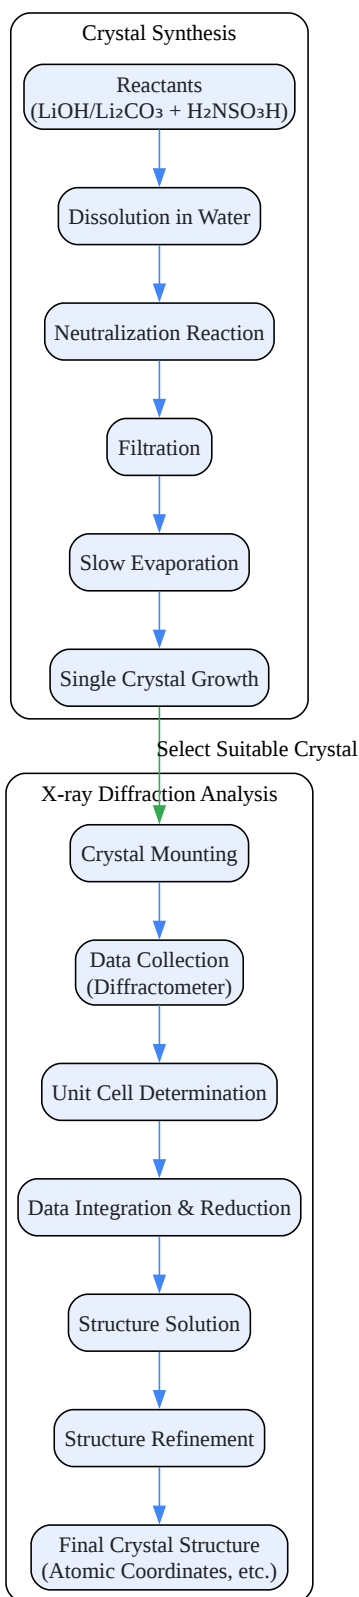 Crystal Synthesis
Reactants
(LiOH/Li₂CO₃ + H₂NSO₃H)
Dissolution in Water
Neutralization Reaction
Filtration
Slow Evaporation
Single Crystal Growth
Select Suitable Crystal
X-ray Diffraction Analysis
Crystal Mounting
Data Collection
(Diffractometer)
Unit Cell Determination
Data Integration & Reduction
Structure Solution
Structure Refinement
Final Crystal Structure
(Atomic Coordinates, etc.)